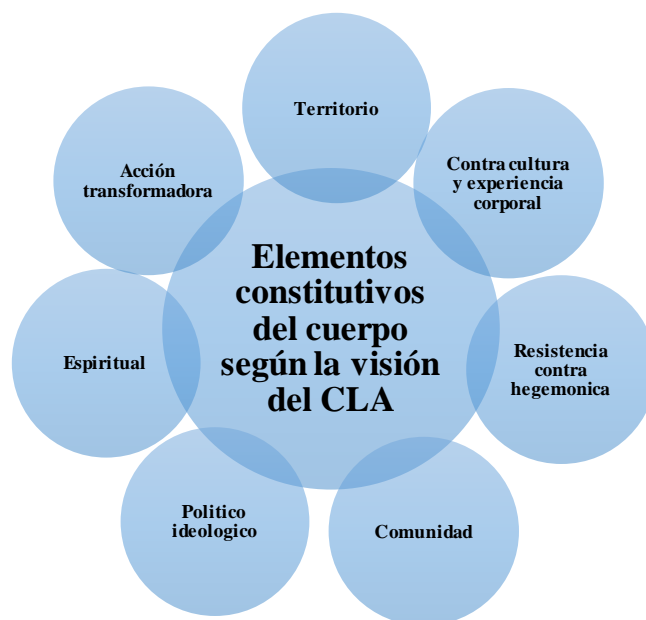 Territorio
Contra cultura
y experiencia
corporal
Resistencia
contra
hegemonica
Comunidad
Politico
ideologico
Espiritual
Acción
transformadora
Elementos
constitutivos
del cuerpo
según la visión
del CLA